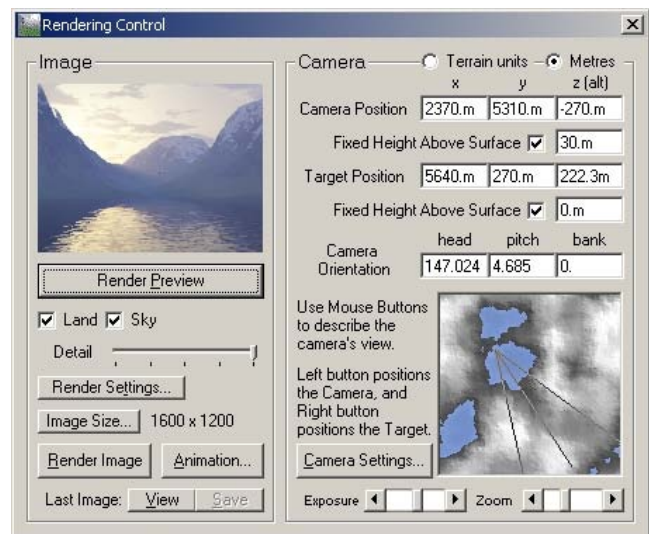 Rendering Control
Image
Render Preview
Land Sky
Detail
Render Settings...
Image Size... 1600 x 1200
Render Image Animation...
Last Image: View Save
Camera Terrain units Metres
x y z (alt)
Camera Position 2370.m 5310.m -270.m
Fixed Height Above Surface 30.m
Target Position 5640.m 270.m 222.3m
Fixed Height Above Surface 0.m
head pitch bank
Camera
Orientation 147.024 4.685 0.
Use Mouse Buttons
to describe the
camera's view.
Left button positions
the Camera, and
Right button
positions the Target.
Camera Settings...
Exposure Zoom